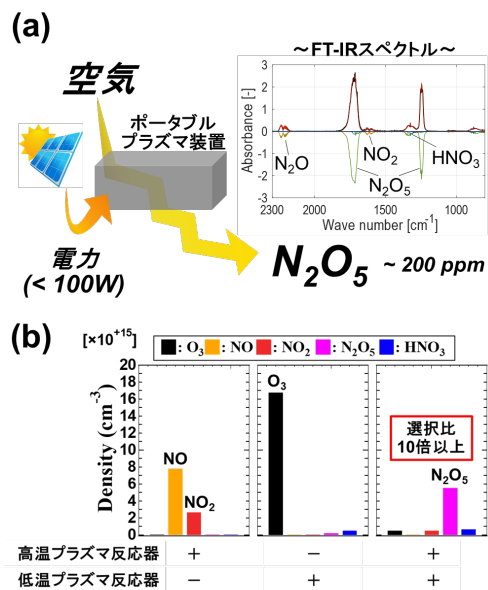 (a)
空気
ポータブル
プラズマ装置
電力
(< 100W)
～FT-IRスペクトル～
Absorbance [-]
3
2
1
0
-1
-2
-3
N2O
NO2
HNO3
N2O5
2300 2000 1500 1000
Wave number [cm-1]
N2O5 ~ 200 ppm
(b)
[×10+15]
: O3 : NO : NO2 : N2O5 : HNO3
Density (cm-3)
20
18
16
14
12
10
8
6
4
2
0
NO
NO2
O3
選択比
10倍以上
N2O5
高温プラズマ反応器 + − +
低温プラズマ反応器 − + +